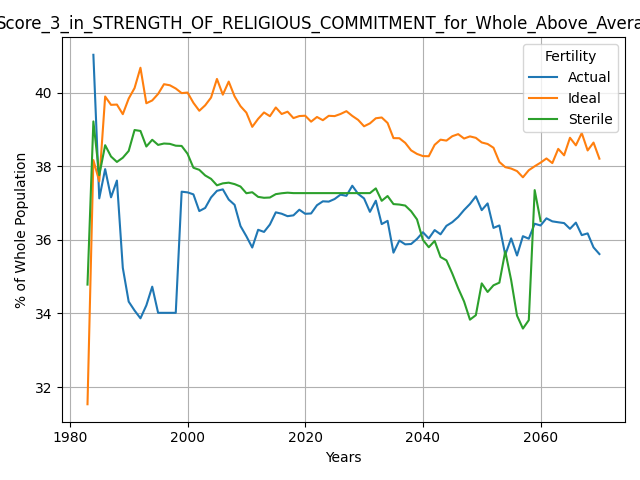 Score_3_in_STRENGTH_OF_RELIGIOUS_COMMITMENT_for_Whole_Above_Avera
Fertility
Actual
Ideal
Sterile
40
38
36
34
32
% of Whole Population
1980
2000
2020
2040
2060
Years